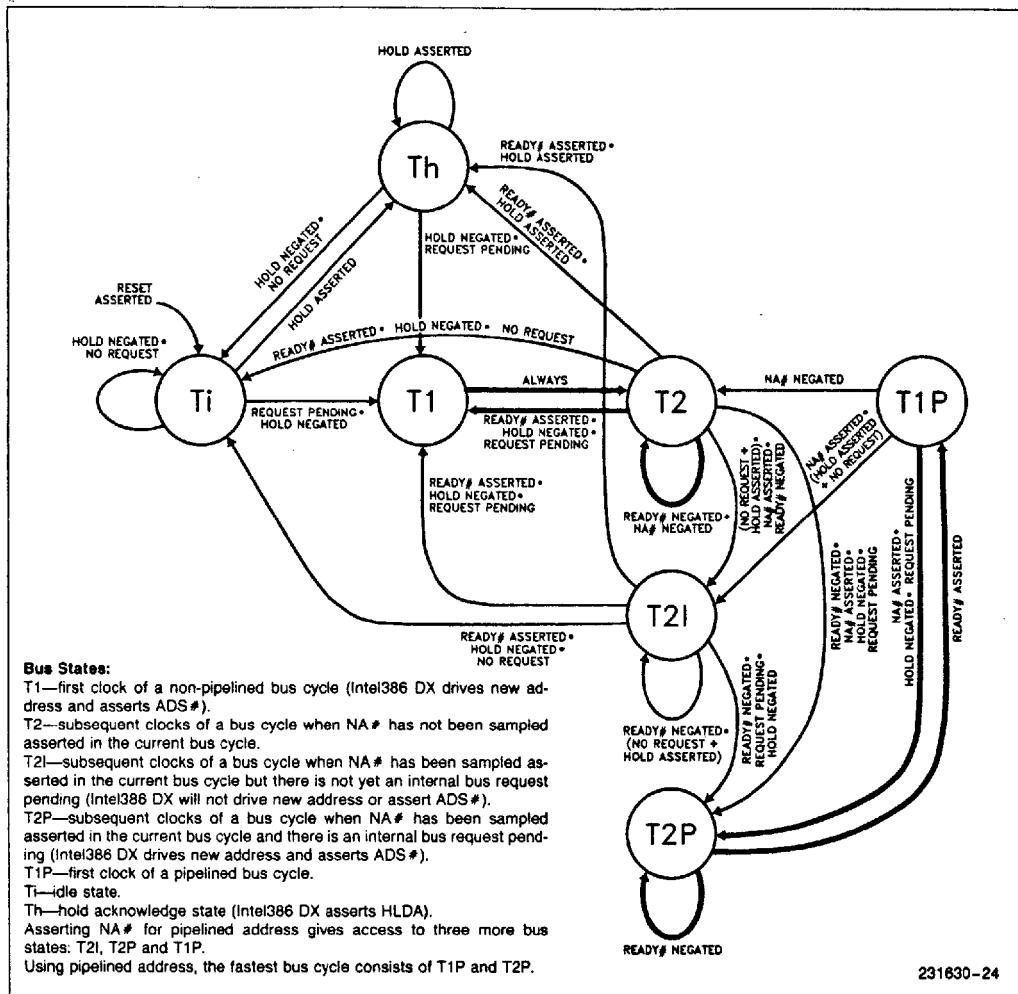 HOLD ASSERTED
Th
READY# ASSERTED•
HOLD ASSERTED
READY# ASSERTED•
HOLD ASSERTED
HOLD NEGATED•
NO REQUEST
HOLD ASSERTED
HOLD NEGATED•
REQUEST PENDING
RESET
ASSERTED
HOLD NEGATED•
NO REQUEST
READY# ASSERTED• HOLD NEGATED• NO REQUEST
Ti
T1
T2
T1P
ALWAYS
NA# NEGATED
REQUEST PENDING•
HOLD NEGATED
READY# ASSERTED•
HOLD NEGATED•
REQUEST PENDING
NA# ASSERTED•
(HOLD ASSERTED
+ NO REQUEST)
READY# ASSERTED•
HOLD NEGATED•
REQUEST PENDING
READY# NEGATED•
NA# NEGATED
(NO REQUEST +
HOLD ASSERTED)•
NA# ASSERTED•
READY# NEGATED
READY# NEGATED•
NA# ASSERTED•
HOLD NEGATED•
REQUEST PENDING
NA# ASSERTED•
HOLD NEGATED• REQUEST PENDING
READY# ASSERTED
T2I
READY# ASSERTED•
HOLD NEGATED•
NO REQUEST
READY# NEGATED•
(NO REQUEST +
HOLD ASSERTED)
READY# NEGATED•
REQUEST PENDING•
HOLD NEGATED
T2P
READY# NEGATED
Bus States:
T1—first clock of a non-pipelined bus cycle (Intel386 DX drives new ad-
dress and asserts ADS#).
T2—subsequent clocks of a bus cycle when NA# has not been sampled
asserted in the current bus cycle.
T2I—subsequent clocks of a bus cycle when NA# has been sampled as-
serted in the current bus cycle but there is not yet an internal bus request
pending (Intel386 DX will not drive new address or assert ADS#).
T2P—subsequent clocks of a bus cycle when NA# has been sampled
asserted in the current bus cycle and there is an internal bus request pend-
ing (Intel386 DX drives new address and asserts ADS#).
T1P—first clock of a pipelined bus cycle.
Ti—idle state.
Th—hold acknowledge state (Intel386 DX asserts HLDA).
Asserting NA# for pipelined address gives access to three more bus
states: T2I, T2P and T1P.
Using pipelined address, the fastest bus cycle consists of T1P and T2P.
231630–24